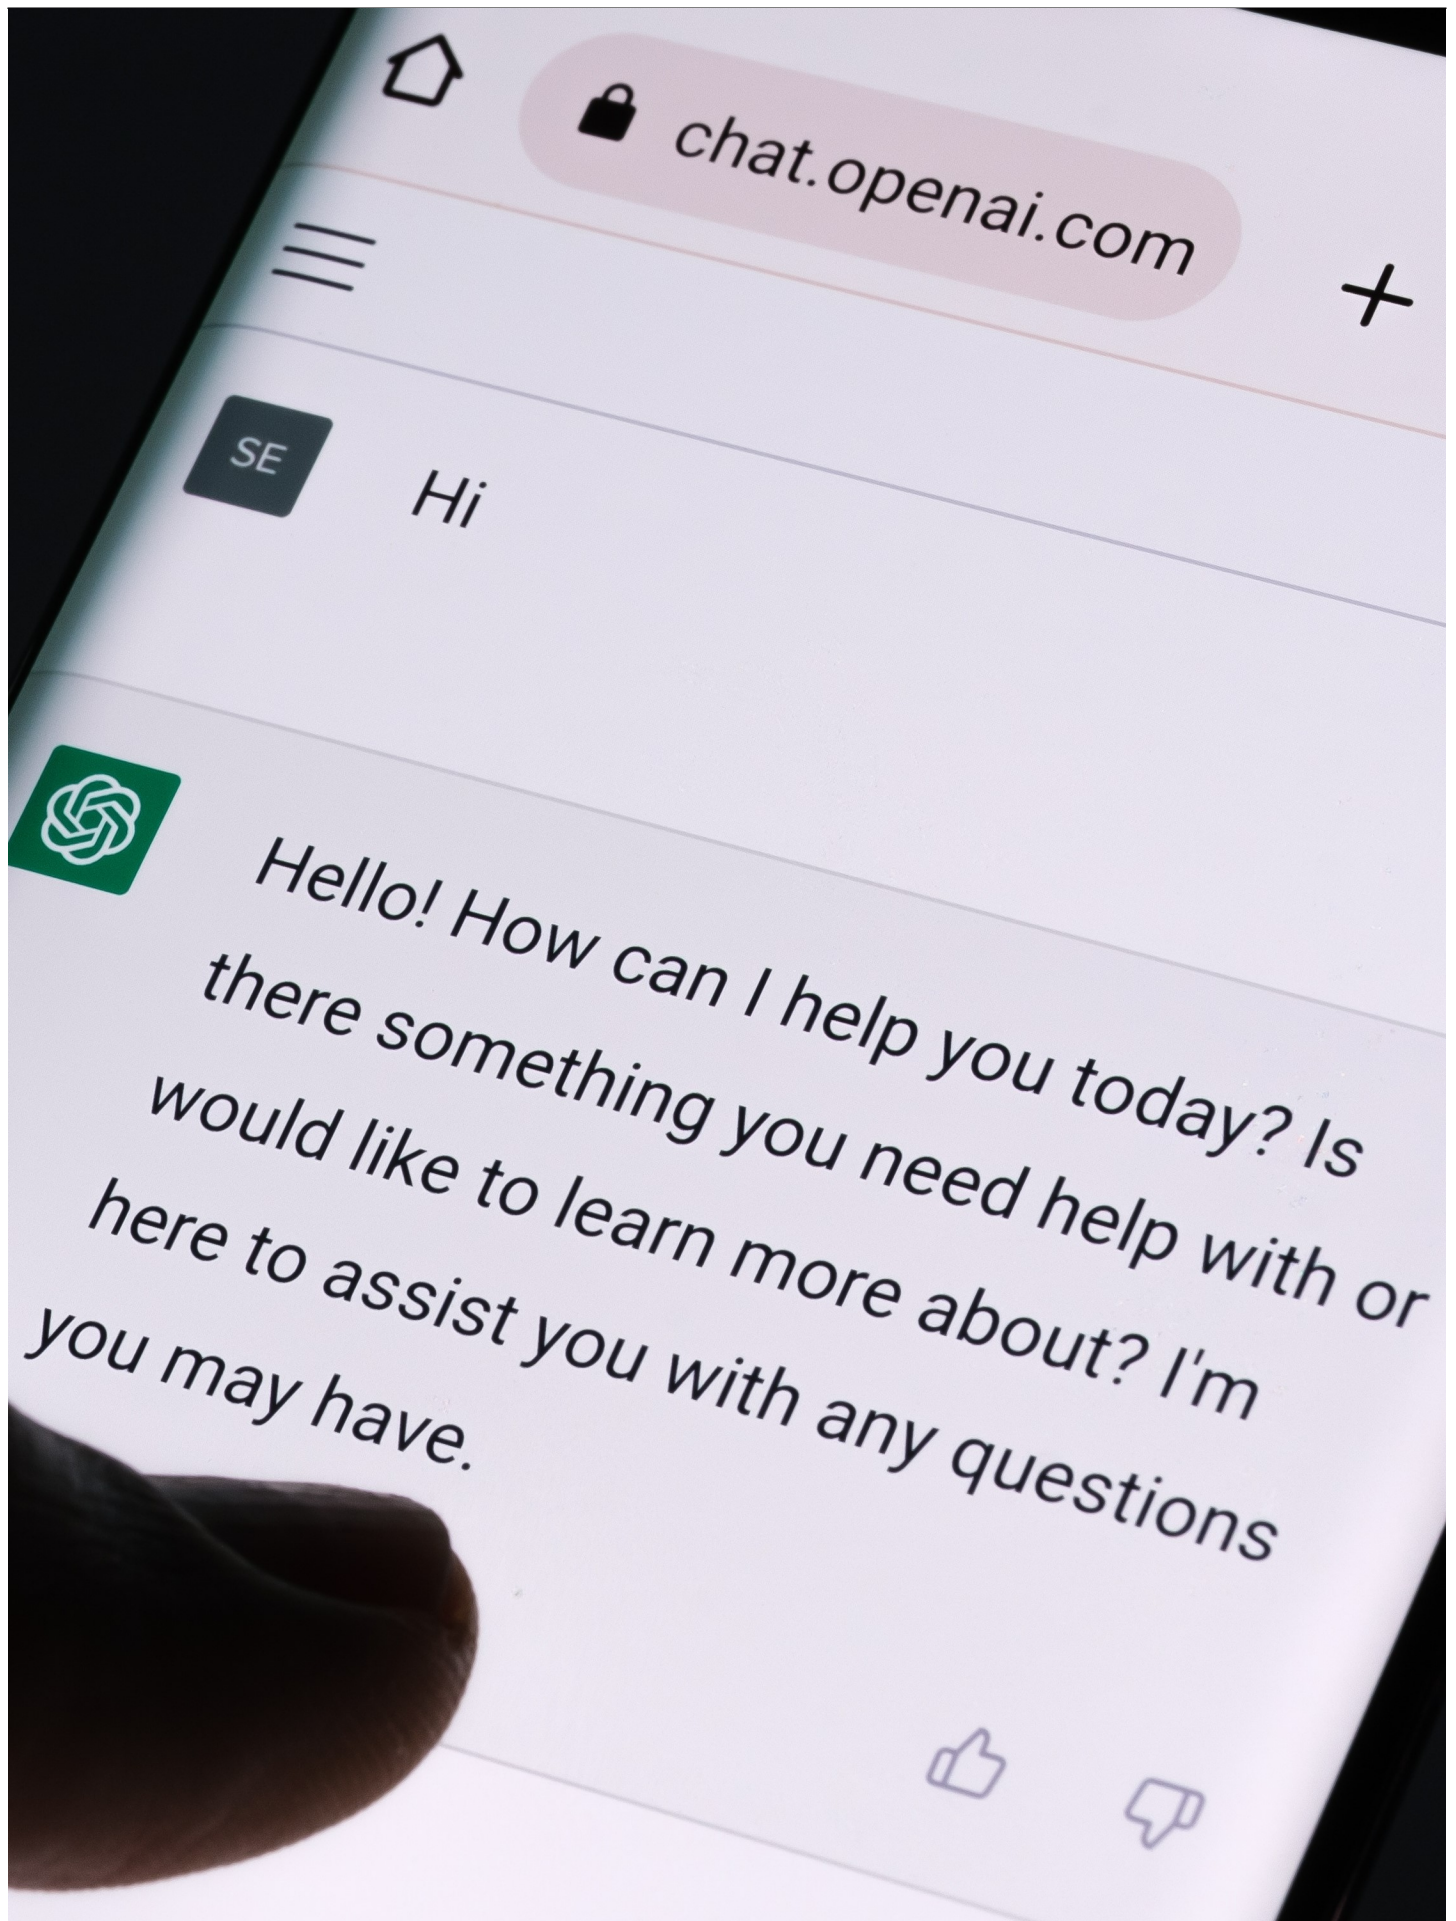 chat.openai.com
SE
Hi
Hello! How can I help you today? Is
there something you need help with or
would like to learn more about? I'm
here to assist you with any questions
you may have.